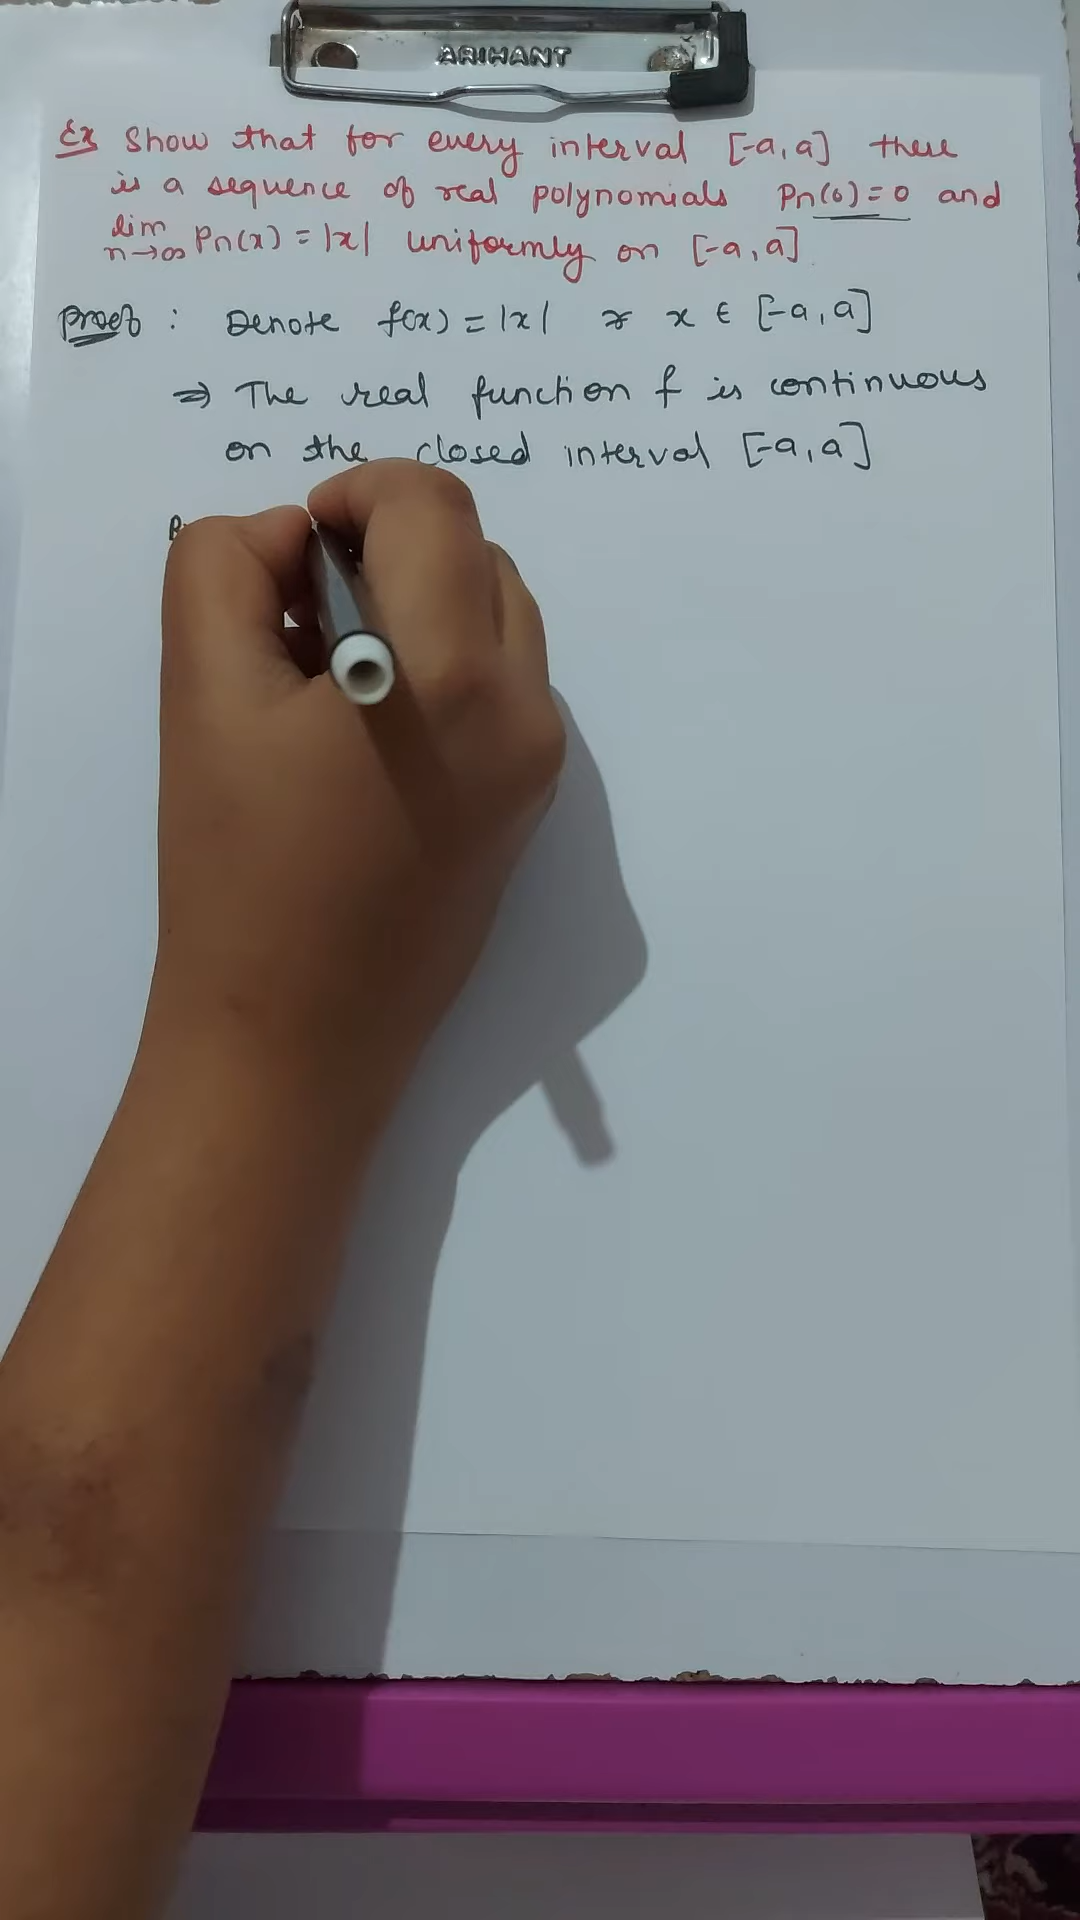 ARIHANT
Ex Show that for every interval [-a,a] there
is a sequence of real polynomials Pn(0)=0 and
lim n→∞ Pn(x) = |x| uniformly on [-a,a]
Proof : Denote f(x) = |x| ∀ x ∈ [-a,a]
⇒ The real function f is continuous
on the closed interval [-a,a]